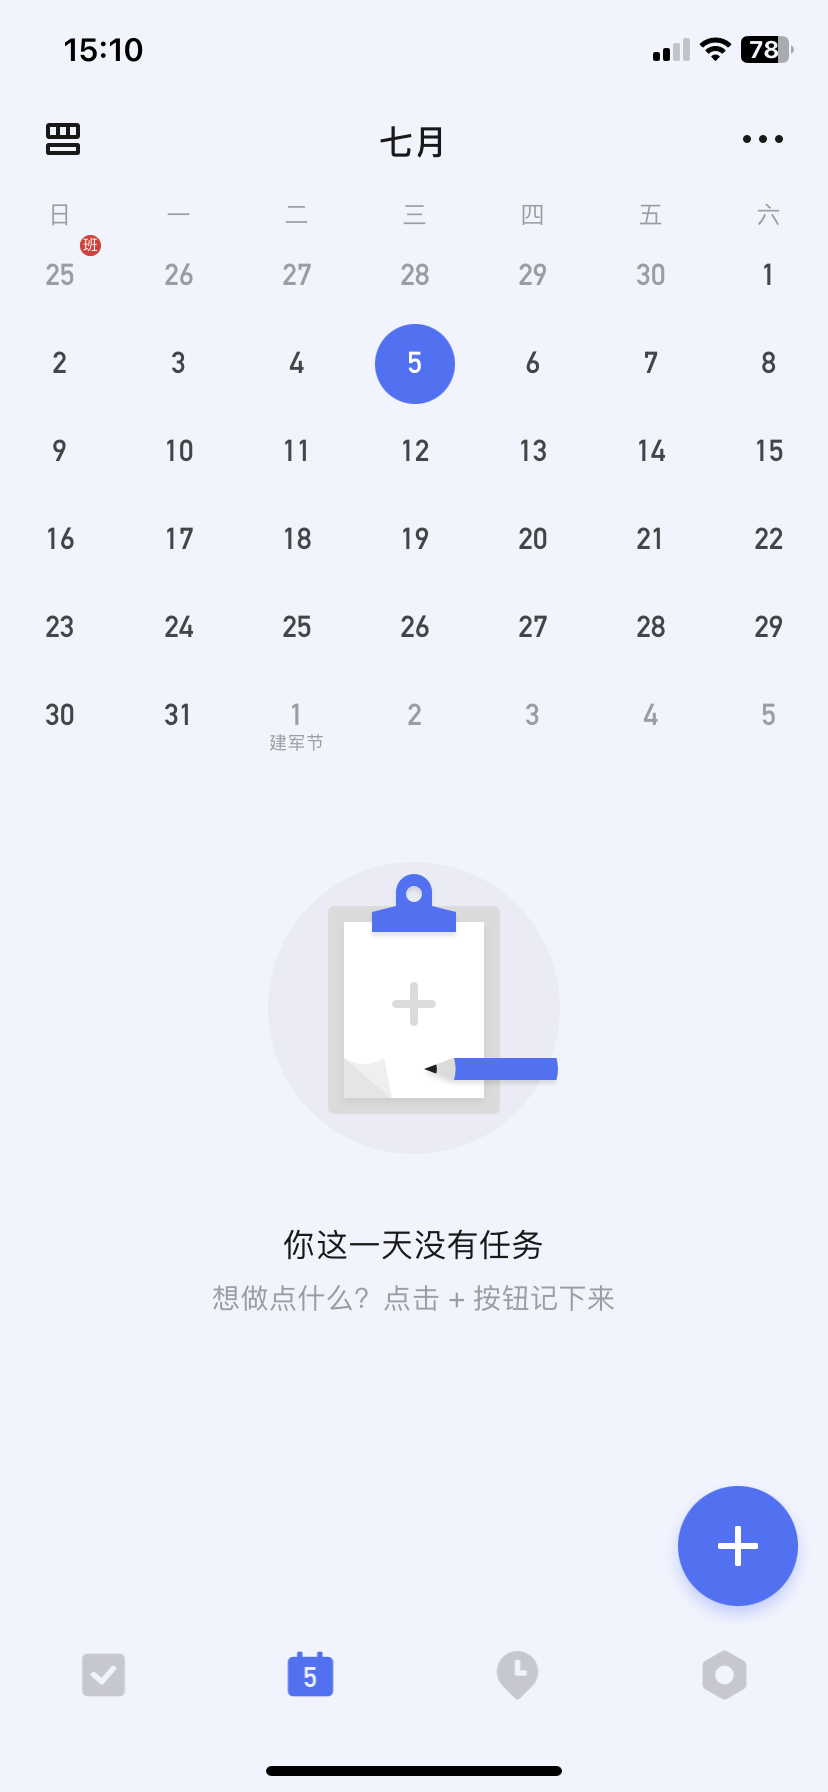 15:10
78
七月
日 一 二 三 四 五 六
班
25 26 27 28 29 30 1
2 3 4 5 6 7 8
9 10 11 12 13 14 15
16 17 18 19 20 21 22
23 24 25 26 27 28 29
30 31 1 2 3 4 5
建军节
你这一天没有任务
想做点什么？点击 + 按钮记下来
5